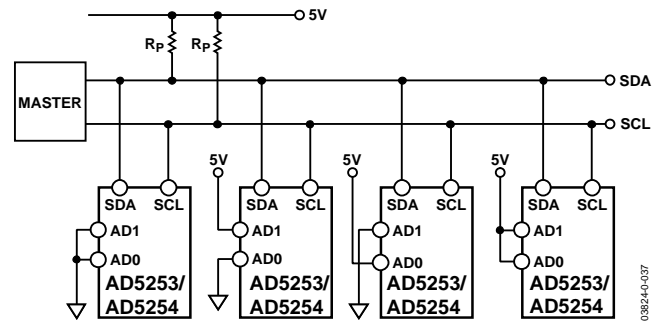 5V
RP RP
SDA
MASTER
SCL
5V 5V 5V
SDA SCL SDA SCL SDA SCL SDA SCL
AD1 AD1 AD1 AD1
AD0 AD0 AD0 AD0
AD5253/ AD5253/ AD5253/ AD5253/
AD5254 AD5254 AD5254 AD5254
03824-0-037